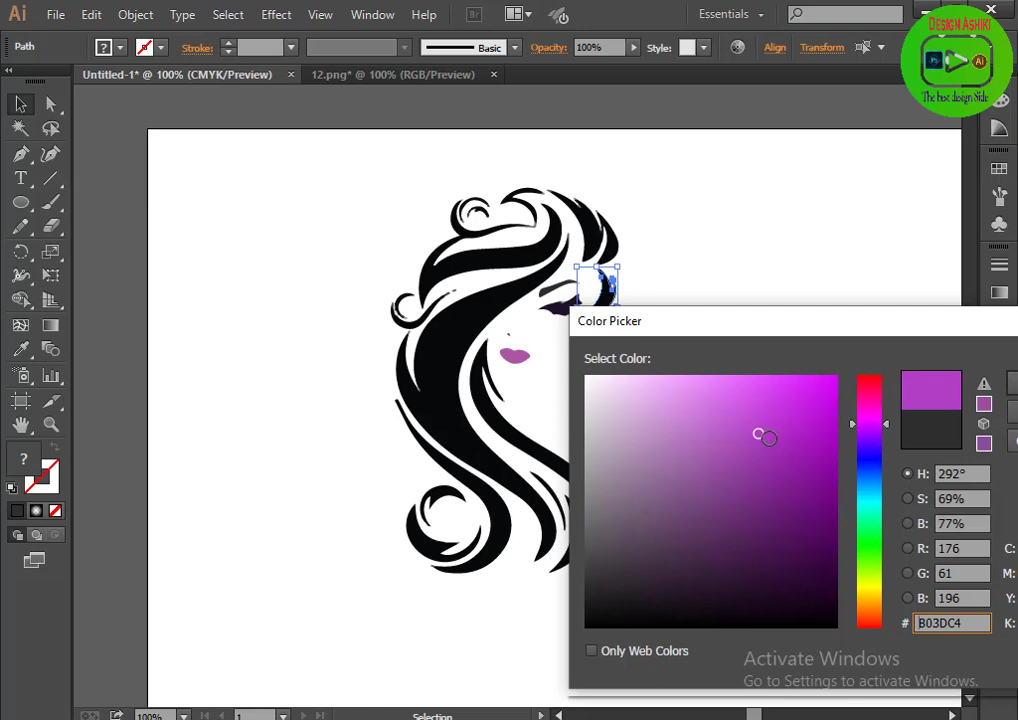 Ai File Edit Object Type Select Effect View Window Help Br Essentials
DESIGN ASHIK1
Ps Ai
The best design Side
Path ? Stroke: Basic Opacity: 100% Style: Align Transform
Untitled-1* @ 100% (CMYK/Preview) × 12.png* @ 100% (RGB/Preview) ×
T
?
Color Picker
Select Color:
H: 292°
S: 69%
B: 77%
R: 176 C:
G: 61 M:
B: 196 Y:
# B03DC4 K:
Only Web Colors
Activate Windows
Go to Settings to activate Windows.
100% 1 Selection